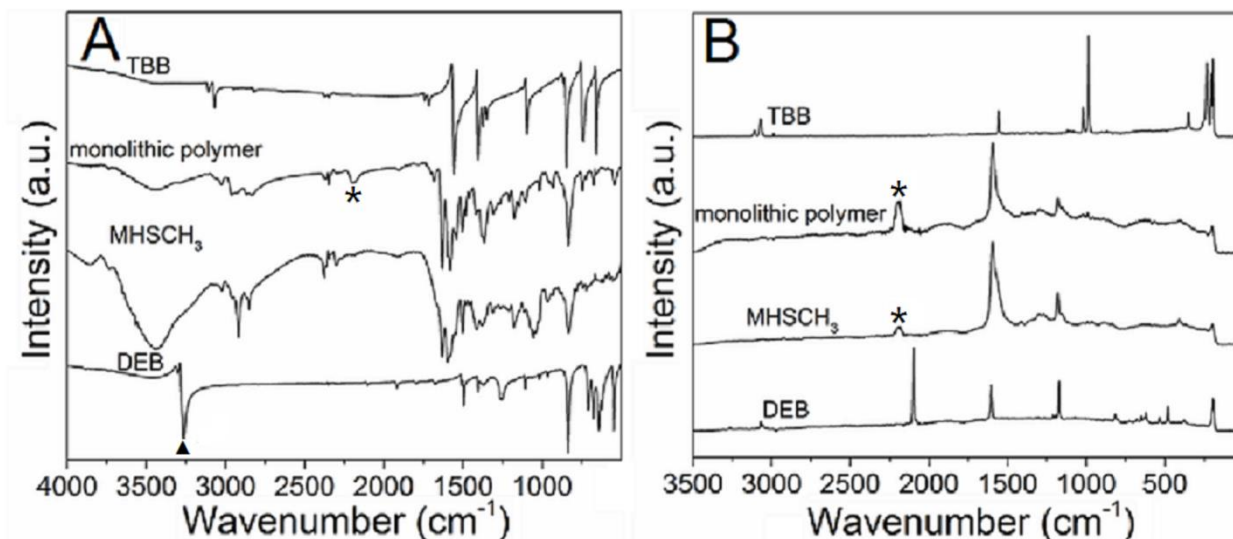 A
TBB
monolithic polymer
*
MHSCH₃
DEB
▲
Intensity (a.u.)
4000 3500 3000 2500 2000 1500 1000 500
Wavenumber (cm⁻¹)
B
TBB
*
monolithic polymer
*
MHSCH₃
DEB
Intensity (a.u.)
3500 3000 2500 2000 1500 1000 500
Wavenumber (cm⁻¹)